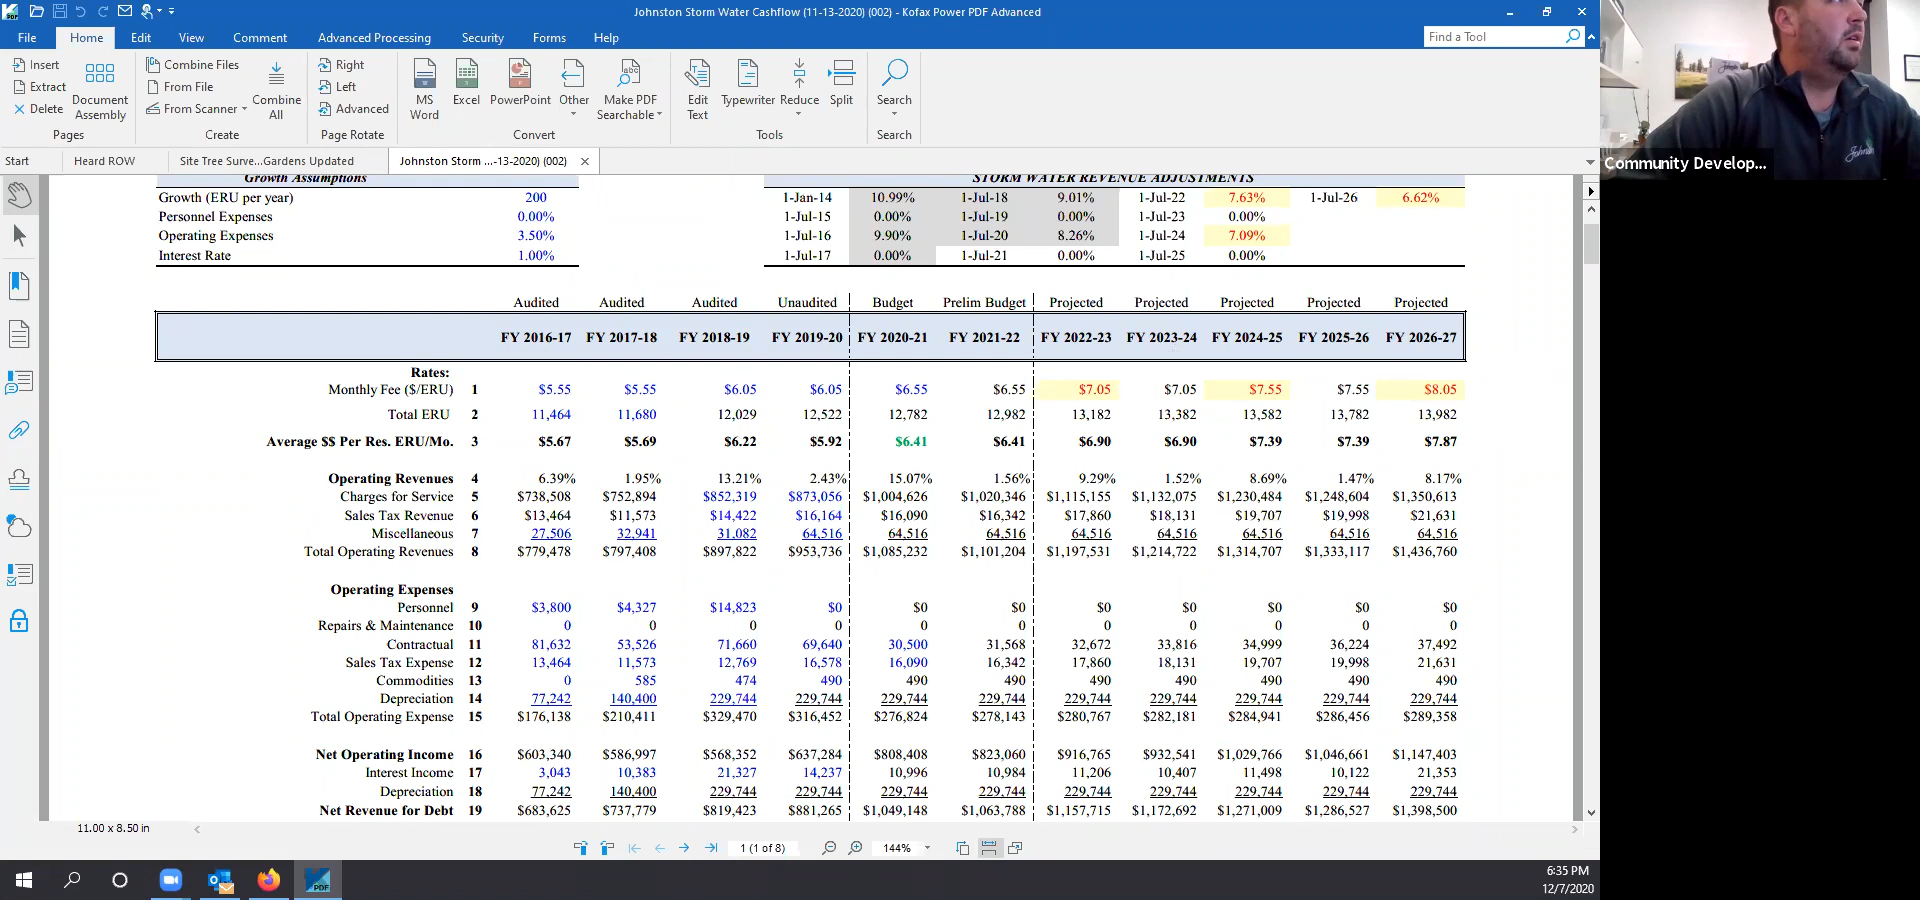 Johnston Storm Water Cashflow (11-13-2020) (002) - Kofax Power PDF Advanced
File Home Edit View Comment Advanced Processing Security Forms Help Find a Tool
Insert Extract Delete Document Assembly Pages
Combine Files From File From Scanner Combine All Create
Right Left Advanced Page Rotate
MS Word Excel PowerPoint Other Make PDF Searchable Convert
Edit Text Typewriter Reduce Split Tools
Search Search
Start Heard ROW Site Tree Surve...Gardens Updated Johnston Storm ...-13-2020) (002)
Community Develop...
Growth Assumptions STORM WATER REVENUE ADJUSTMENTS
Growth (ERU per year) 200 1-Jan-14 10.99% 1-Jul-18 9.01% 1-Jul-22 7.63% 1-Jul-26 6.62%
Personnel Expenses 0.00% 1-Jul-15 0.00% 1-Jul-19 0.00% 1-Jul-23 0.00%
Operating Expenses 3.50% 1-Jul-16 9.90% 1-Jul-20 8.26% 1-Jul-24 7.09%
Interest Rate 1.00% 1-Jul-17 0.00% 1-Jul-21 0.00% 1-Jul-25 0.00%
Audited Audited Audited Unaudited Budget Prelim Budget Projected Projected Projected Projected Projected
FY 2016-17 FY 2017-18 FY 2018-19 FY 2019-20 FY 2020-21 FY 2021-22 FY 2022-23 FY 2023-24 FY 2024-25 FY 2025-26 FY 2026-27
Rates:
Monthly Fee ($/ERU) 1 $5.55 $5.55 $6.05 $6.05 $6.55 $6.55 $7.05 $7.05 $7.55 $7.55 $8.05
Total ERU 2 11,464 11,680 12,029 12,522 12,782 12,982 13,182 13,382 13,582 13,782 13,982
Average $$ Per Res. ERU/Mo. 3 $5.67 $5.69 $6.22 $5.92 $6.41 $6.41 $6.90 $6.90 $7.39 $7.39 $7.87
Operating Revenues 4 6.39% 1.95% 13.21% 2.43% 15.07% 1.56% 9.29% 1.52% 8.69% 1.47% 8.17%
Charges for Service 5 $738,508 $752,894 $852,319 $873,056 $1,004,626 $1,020,346 $1,115,155 $1,132,075 $1,230,484 $1,248,604 $1,350,613
Sales Tax Revenue 6 $13,464 $11,573 $14,422 $16,164 $16,090 $16,342 $17,860 $18,131 $19,707 $19,998 $21,631
Miscellaneous 7 27,506 32,941 31,082 64,516 64,516 64,516 64,516 64,516 64,516 64,516 64,516
Total Operating Revenues 8 $779,478 $797,408 $897,822 $953,736 $1,085,232 $1,101,204 $1,197,531 $1,214,722 $1,314,707 $1,333,117 $1,436,760
Operating Expenses
Personnel 9 $3,800 $4,327 $14,823 $0 $0 $0 $0 $0 $0 $0 $0
Repairs & Maintenance 10 0 0 0 0 0 0 0 0 0 0 0
Contractual 11 81,632 53,526 71,660 69,640 30,500 31,568 32,672 33,816 34,999 36,224 37,492
Sales Tax Expense 12 13,464 11,573 12,769 16,578 16,090 16,342 17,860 18,131 19,707 19,998 21,631
Commodities 13 0 585 474 490 490 490 490 490 490 490 490
Depreciation 14 77,242 140,400 229,744 229,744 229,744 229,744 229,744 229,744 229,744 229,744 229,744
Total Operating Expense 15 $176,138 $210,411 $329,470 $316,452 $276,824 $278,143 $280,767 $282,181 $284,941 $286,456 $289,358
Net Operating Income 16 $603,340 $586,997 $568,352 $637,284 $808,408 $823,060 $916,765 $932,541 $1,029,766 $1,046,661 $1,147,403
Interest Income 17 3,043 10,383 21,327 14,237 10,996 10,984 11,206 10,407 11,498 10,122 21,353
Depreciation 18 77,242 140,400 229,744 229,744 229,744 229,744 229,744 229,744 229,744 229,744 229,744
Net Revenue for Debt 19 $683,625 $737,779 $819,423 $881,265 $1,049,148 $1,063,788 $1,157,715 $1,172,692 $1,271,009 $1,286,527 $1,398,500
11.00 x 8.50 in
1 (1 of 8) 144%
6:35 PM
12/7/2020